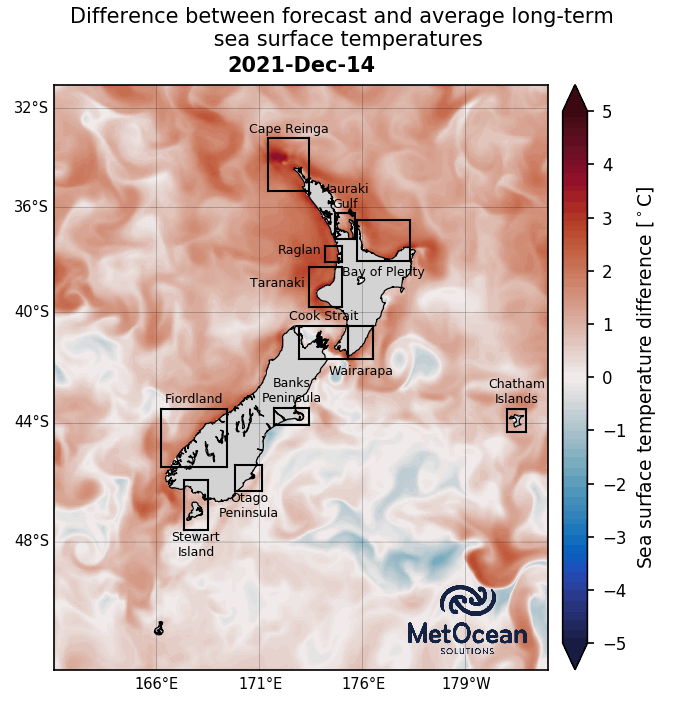 Difference between forecast and average long-term
sea surface temperatures
2021-Dec-14
32°S
36°S
40°S
44°S
48°S
Cape Reinga
Hauraki
Gulf
Raglan
Bay of Plenty
Taranaki
Cook Strait
Wairarapa
Banks
Peninsula
Fiordland
Chatham
Islands
Otago
Peninsula
Stewart
Island
MetOcean
SOLUTIONS
166°E
171°E
176°E
179°W
5
4
3
2
1
0
−1
−2
−3
−4
−5
Sea surface temperature difference [°C]